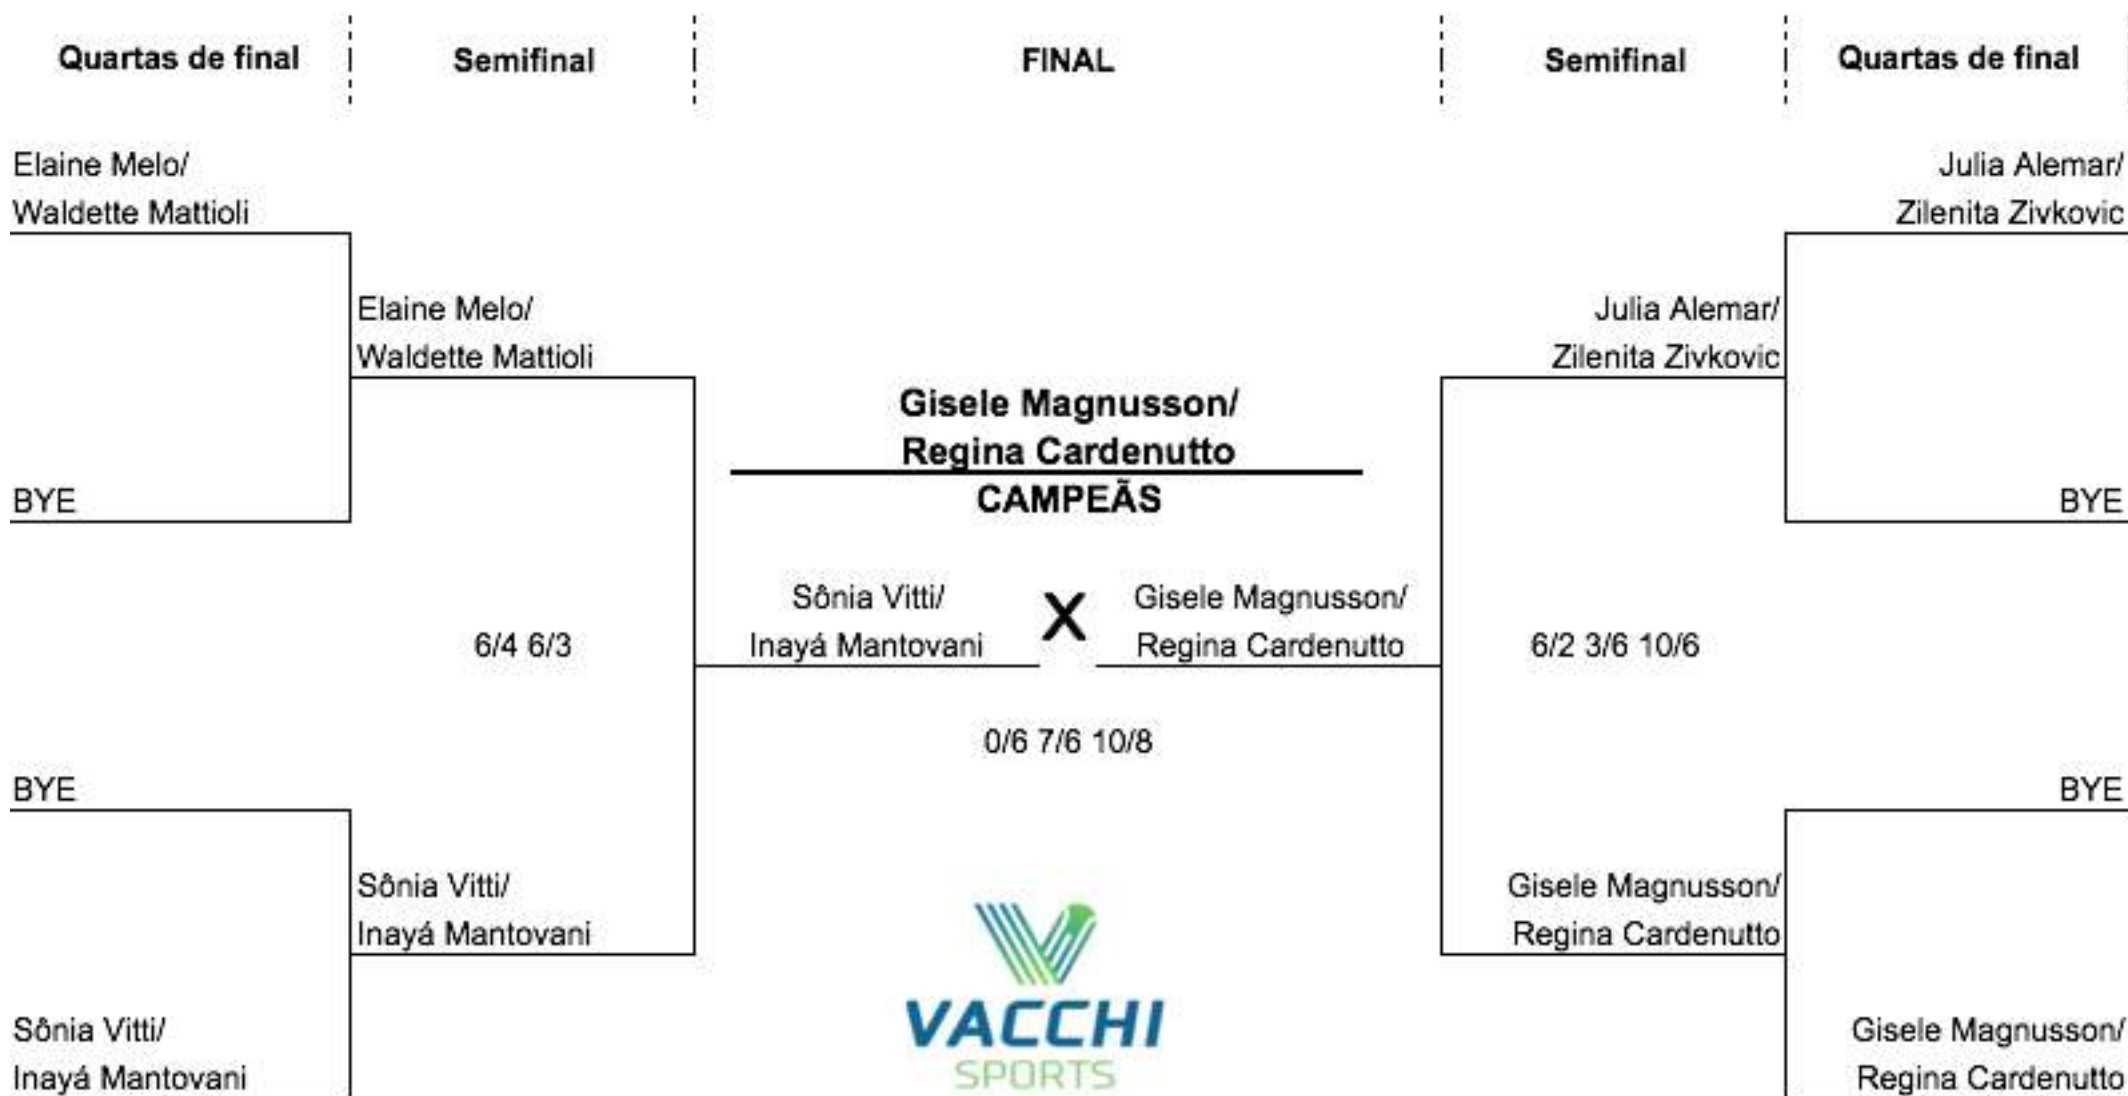 Quartas de final
Semifinal
FINAL
Semifinal
Quartas de final
Elaine Melo/
Waldette Mattioli
Julia Alemar/
Zilenita Zivkovic
Elaine Melo/
Waldette Mattioli
Julia Alemar/
Zilenita Zivkovic
Gisele Magnusson/
Regina Cardenutto
CAMPEÃS
BYE
BYE
Sônia Vitti/
Inayá Mantovani
X
Gisele Magnusson/
Regina Cardenutto
6/4 6/3
6/2 3/6 10/6
0/6 7/6 10/8
BYE
BYE
Sônia Vitti/
Inayá Mantovani
Gisele Magnusson/
Regina Cardenutto
VACCHI
SPORTS
Sônia Vitti/
Inayá Mantovani
Gisele Magnusson/
Regina Cardenutto